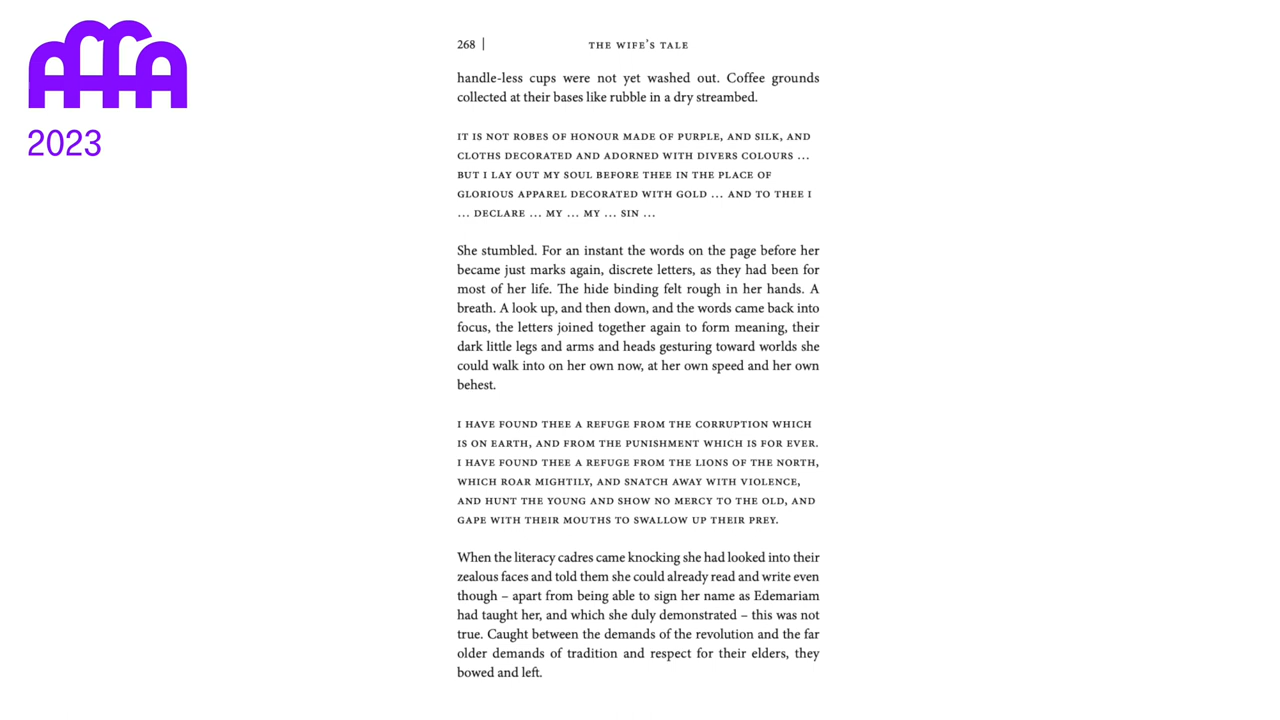 affa
2023
268 |
THE WIFE'S TALE
handle-less cups were not yet washed out. Coffee grounds
collected at their bases like rubble in a dry streambed.
IT IS NOT ROBES OF HONOUR MADE OF PURPLE, AND SILK, AND
CLOTHS DECORATED AND ADORNED WITH DIVERS COLOURS ...
BUT I LAY OUT MY SOUL BEFORE THEE IN THE PLACE OF
GLORIOUS APPAREL DECORATED WITH GOLD ... AND TO THEE I
... DECLARE ... MY ... MY ... SIN ...
She stumbled. For an instant the words on the page before her
became just marks again, discrete letters, as they had been for
most of her life. The hide binding felt rough in her hands. A
breath. A look up, and then down, and the words came back into
focus, the letters joined together again to form meaning, their
dark little legs and arms and heads gesturing toward worlds she
could walk into on her own now, at her own speed and her own
behest.
I HAVE FOUND THEE A REFUGE FROM THE CORRUPTION WHICH
IS ON EARTH, AND FROM THE PUNISHMENT WHICH IS FOR EVER.
I HAVE FOUND THEE A REFUGE FROM THE LIONS OF THE NORTH,
WHICH ROAR MIGHTILY, AND SNATCH AWAY WITH VIOLENCE,
AND HUNT THE YOUNG AND SHOW NO MERCY TO THE OLD, AND
GAPE WITH THEIR MOUTHS TO SWALLOW UP THEIR PREY.
When the literacy cadres came knocking she had looked into their
zealous faces and told them she could already read and write even
though – apart from being able to sign her name as Edemariam
had taught her, and which she duly demonstrated – this was not
true. Caught between the demands of the revolution and the far
older demands of tradition and respect for their elders, they
bowed and left.